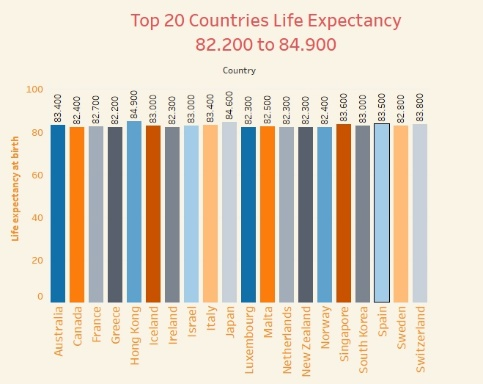 Top 20 Countries Life Expectancy
82.200 to 84.900
Country
Life expectancy at birth
100
80
60
40
20
0
83.400
82.400
82.700
82.200
84.900
83.000
82.300
83.000
83.400
84.600
82.300
82.500
82.300
82.300
82.400
83.600
83.000
83.500
82.800
83.800
Australia
Canada
France
Greece
Hong Kong
Iceland
Ireland
Israel
Italy
Japan
Luxembourg
Malta
Netherlands
New Zealand
Norway
Singapore
South Korea
Spain
Sweden
Switzerland